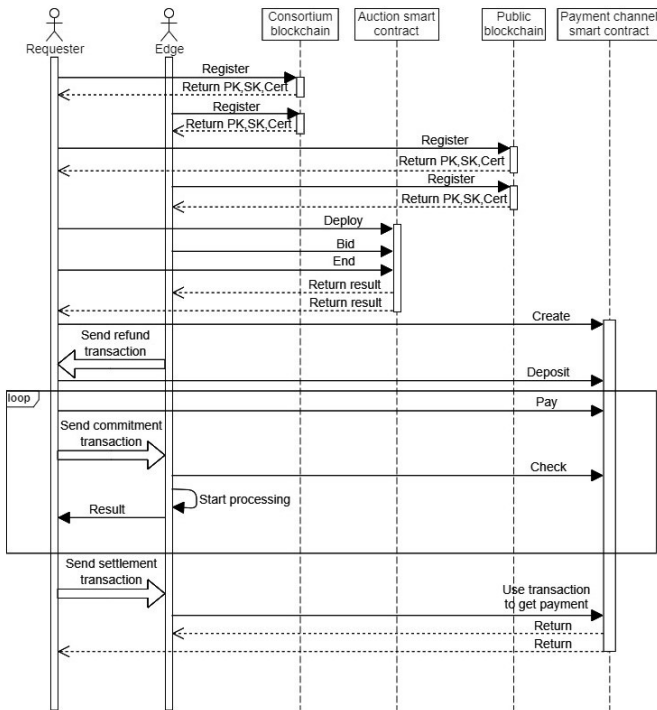 Requester
Edge
Consortium
blockchain
Auction smart
contract
Public
blockchain
Payment channel
smart contract
Register
Return PK,SK,Cert
Register
Return PK,SK,Cert
Register
Return PK,SK,Cert
Register
Return PK,SK,Cert
Deploy
Bid
End
Return result
Return result
Create
Send refund
transaction
Deposit
loop
Pay
Send commitment
transaction
Check
Start processing
Result
Send settlement
transaction
Use transaction
to get payment
Return
Return